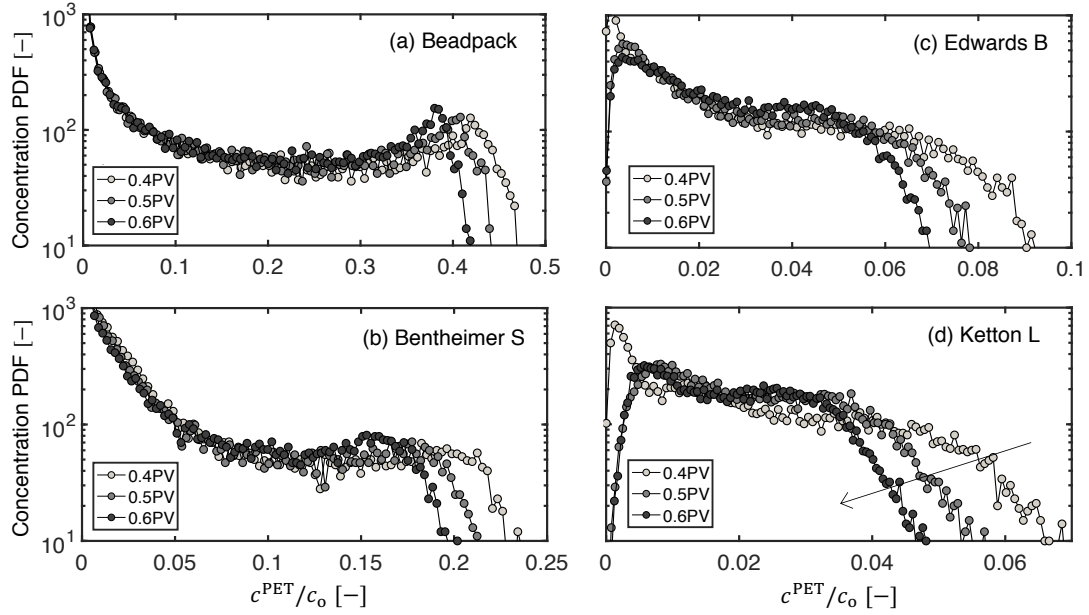 Concentration PDF [−]
10³
10²
10¹
(a) Beadpack
0.4PV
0.5PV
0.6PV
0 0.1 0.2 0.3 0.4 0.5
(c) Edwards B
0.4PV
0.5PV
0.6PV
0 0.02 0.04 0.06 0.08 0.1
Concentration PDF [−]
10³
10²
10¹
(b) Bentheimer S
0.4PV
0.5PV
0.6PV
0 0.05 0.1 0.15 0.2 0.25
c^PET/c_o [−]
(d) Ketton L
0.4PV
0.5PV
0.6PV
0 0.02 0.04 0.06
c^PET/c_o [−]